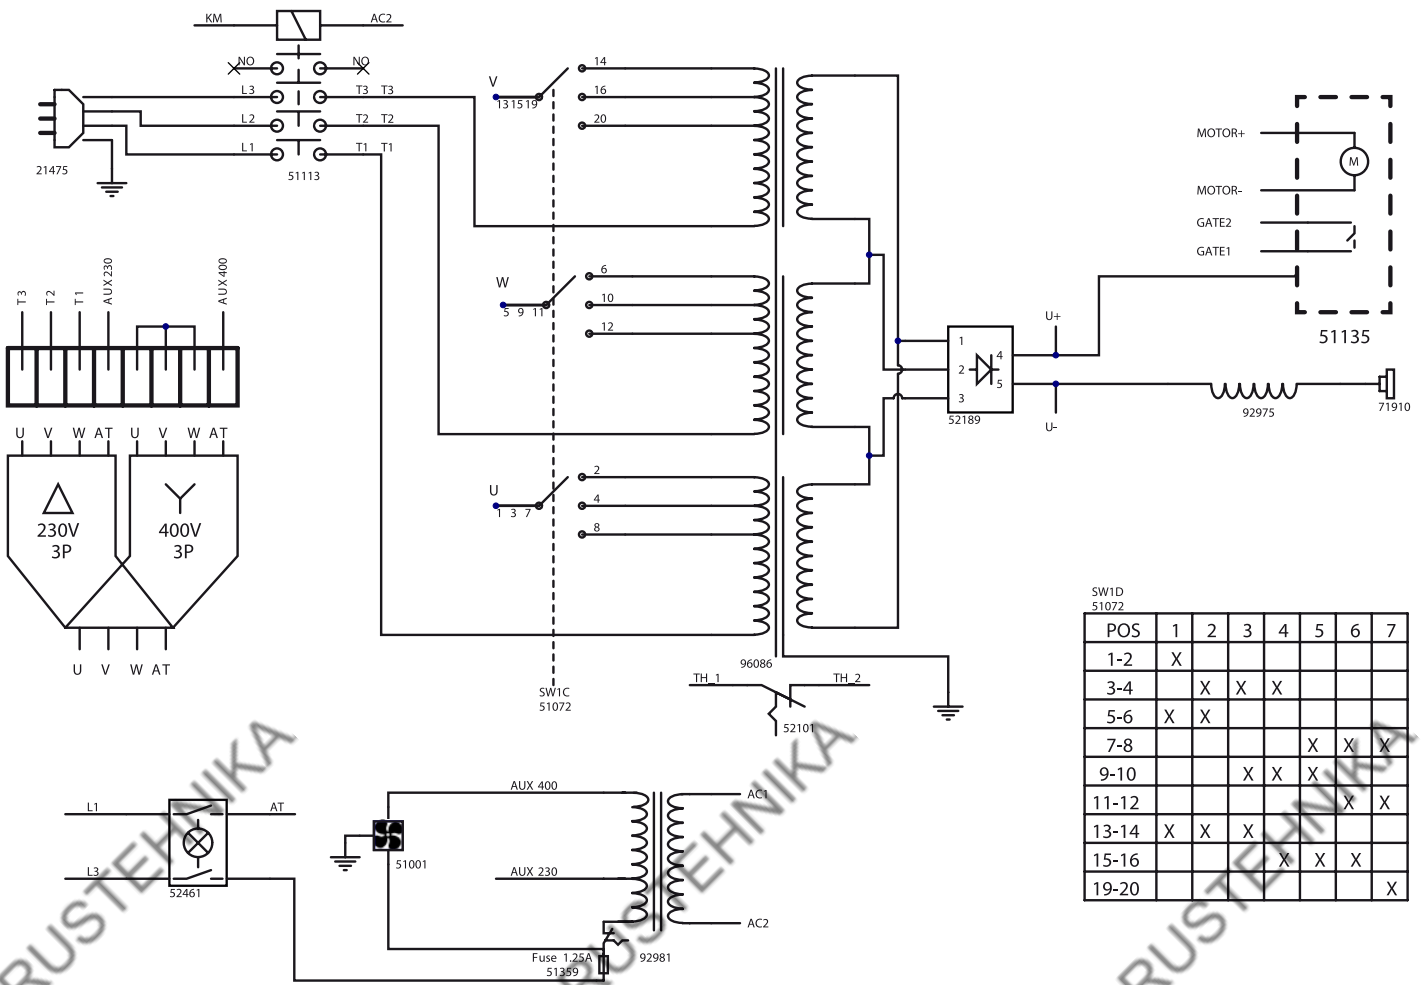 KM AC2
NO NO
L3 T3 T3
L2 T2 T2
L1 T1 T1
21475
51113
V
13 15 19
14
16
20
W
5 9 11
6
10
12
U
1 3 7
2
4
8
SW1C
51072
96086
TH_1 TH_2
52101
1
2
3
4
5
52189
U+
U-
92975
71910
MOTOR+
MOTOR-
GATE2
GATE1
M
51135
T3 T2 T1 AUX 230 AUX 400
U V W AT U V W AT
230V
3P
400V
3P
U V W AT
L1 AT
L3
52461
AUX 400
51001
AUX 230
AC1
AC2
Fuse 1.25A
51359
92981
SW1D
51072
POS 1 2 3 4 5 6 7
1-2 X
3-4 X X X
5-6 X X
7-8 X X X
9-10 X X X
11-12 X X
13-14 X X X
15-16 X X X
19-20 X
RUSTEHNIKA
RUSTEHNIKA
RUSTEHNIKA